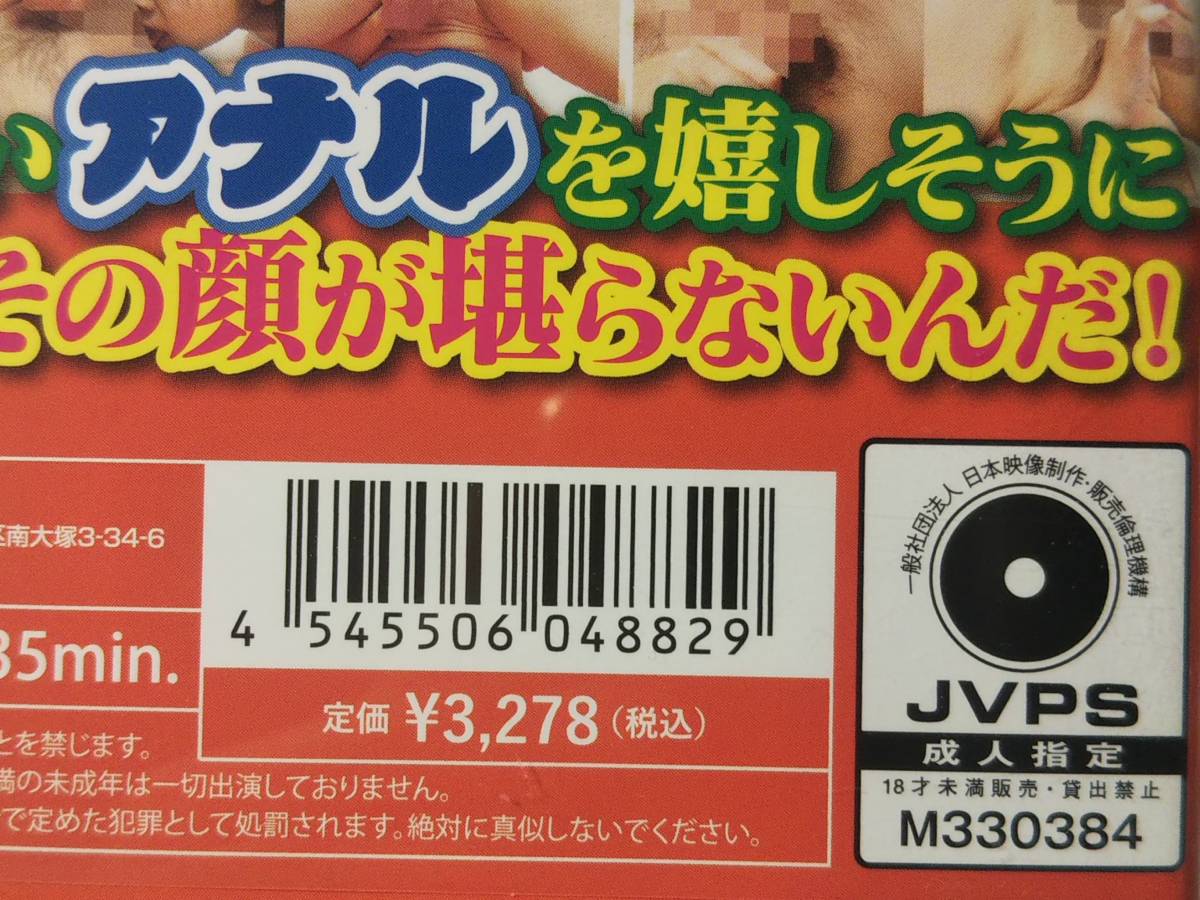 い アナル を嬉しそうに
その顔が堪らないんだ!
区南大塚3-34-6
35min.
4 545506 048829
定価 ¥3,278(税込)
とを禁じます。
満の未成年は一切出演しておりません。
で定めた犯罪として処罰されます。絶対に真似しないでください。
一般社団法人 日本映像制作・販売倫理機構
JVPS
成人指定
18才未満販売・貸出禁止
M330384